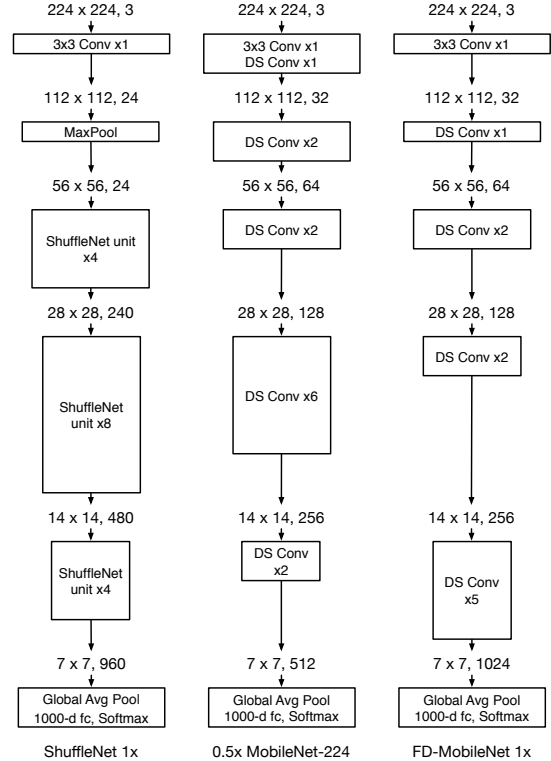 224 x 224, 3
3x3 Conv x1
112 x 112, 24
MaxPool
56 x 56, 24
ShuffleNet unit
x4
28 x 28, 240
ShuffleNet
unit x8
14 x 14, 480
ShuffleNet
unit x4
7 x 7, 960
Global Avg Pool
1000-d fc, Softmax
ShuffleNet 1x
224 x 224, 3
3x3 Conv x1
DS Conv x1
112 x 112, 32
DS Conv x2
56 x 56, 64
DS Conv x2
28 x 28, 128
DS Conv x6
14 x 14, 256
DS Conv
x2
7 x 7, 512
Global Avg Pool
1000-d fc, Softmax
0.5x MobileNet-224
224 x 224, 3
3x3 Conv x1
112 x 112, 32
DS Conv x1
56 x 56, 64
DS Conv x2
28 x 28, 128
DS Conv x2
14 x 14, 256
DS Conv
x5
7 x 7, 1024
Global Avg Pool
1000-d fc, Softmax
FD-MobileNet 1x